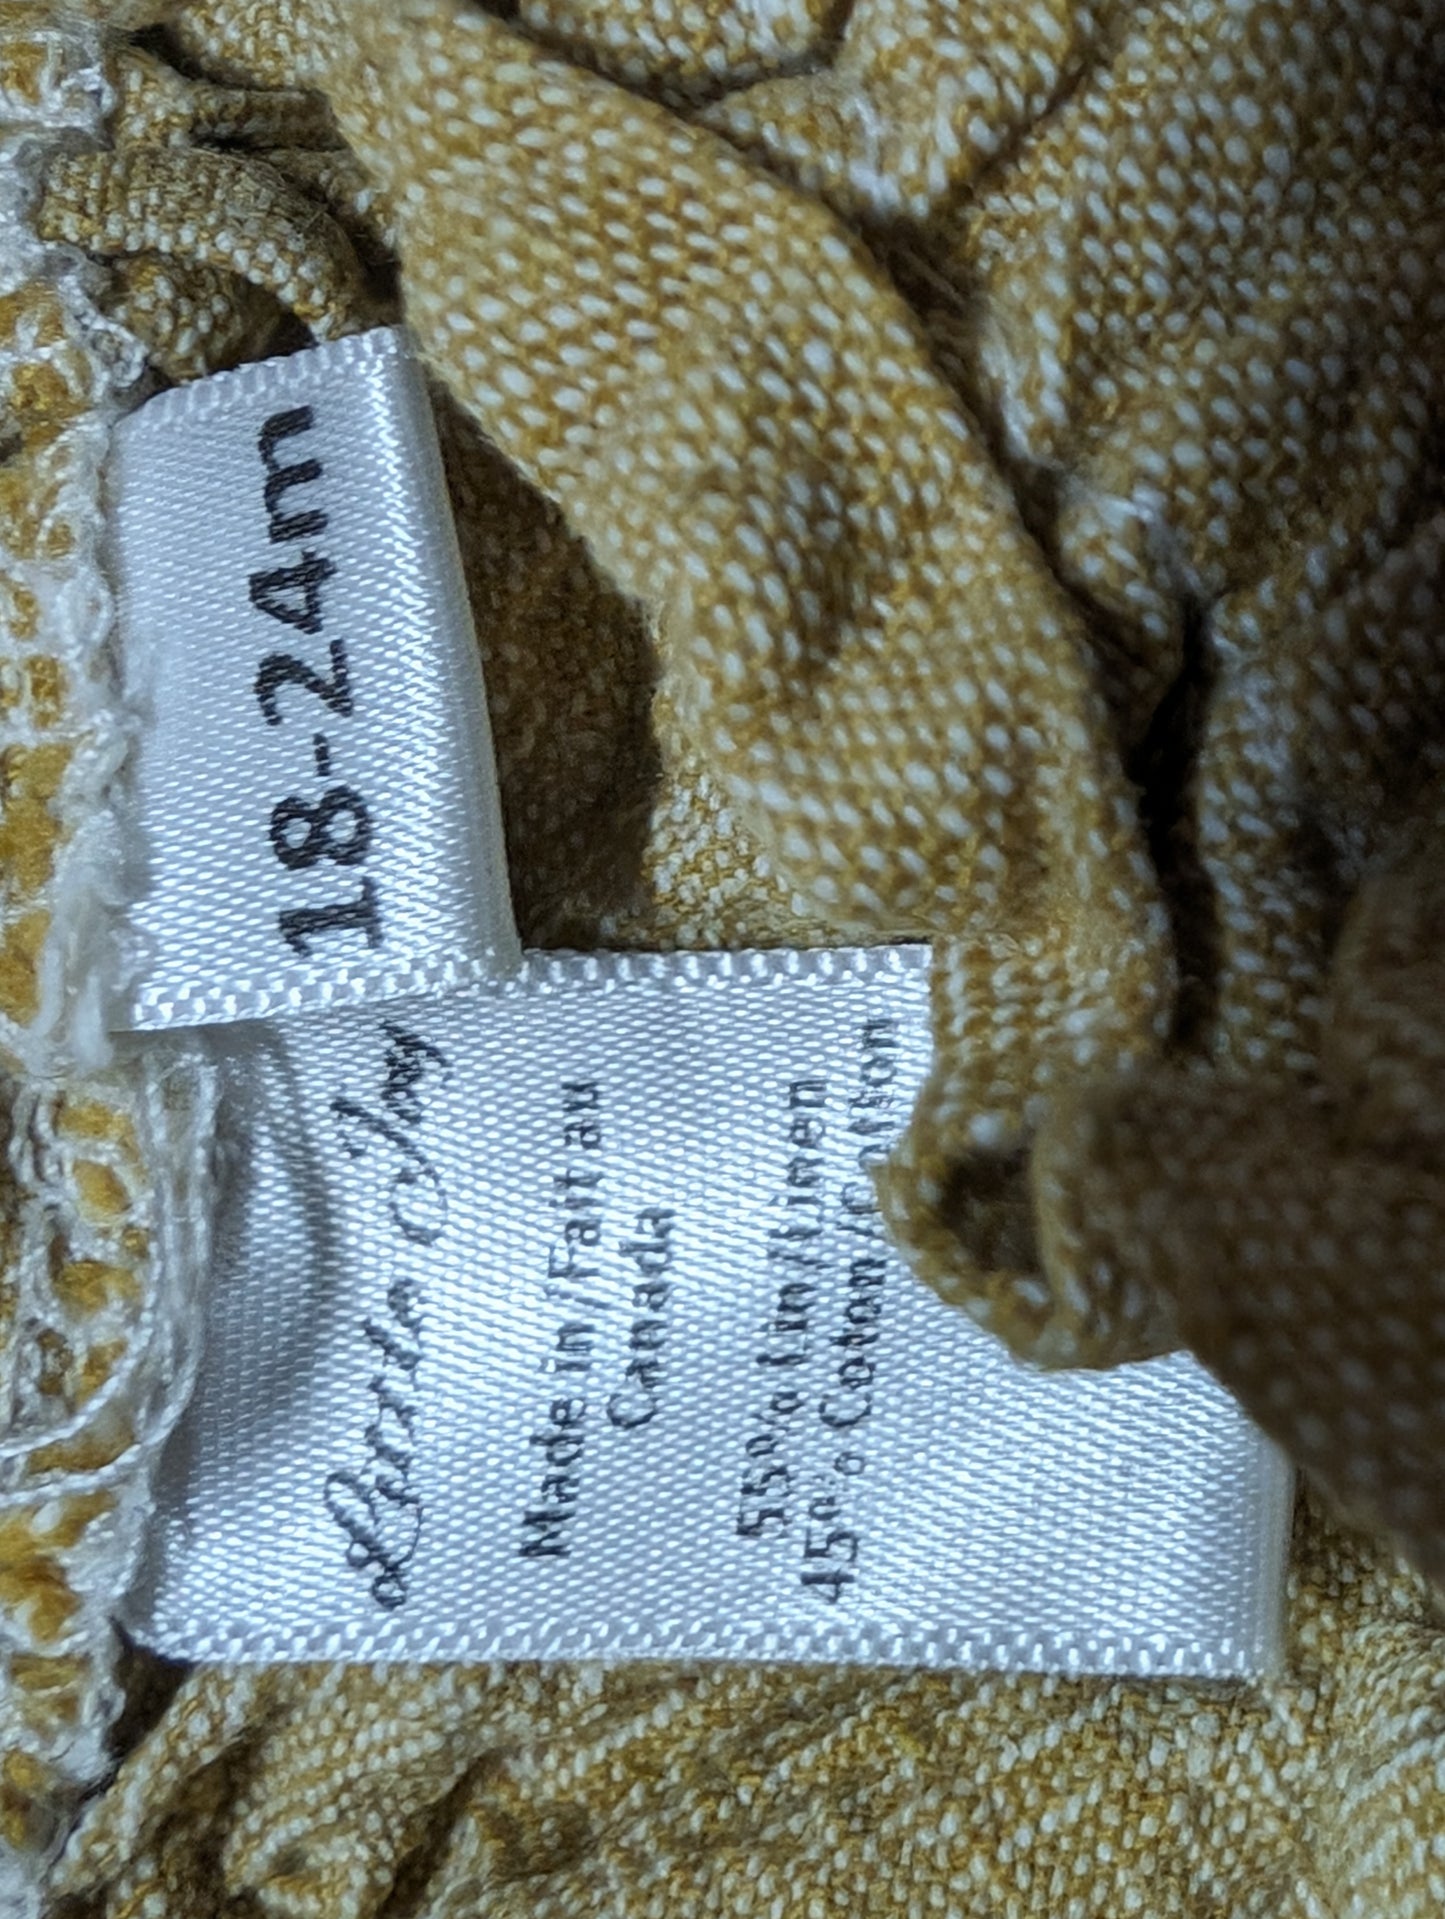 18-24m
Made in/Fait au
Canada
55% Lin/Linen
45% Coton/Cotton